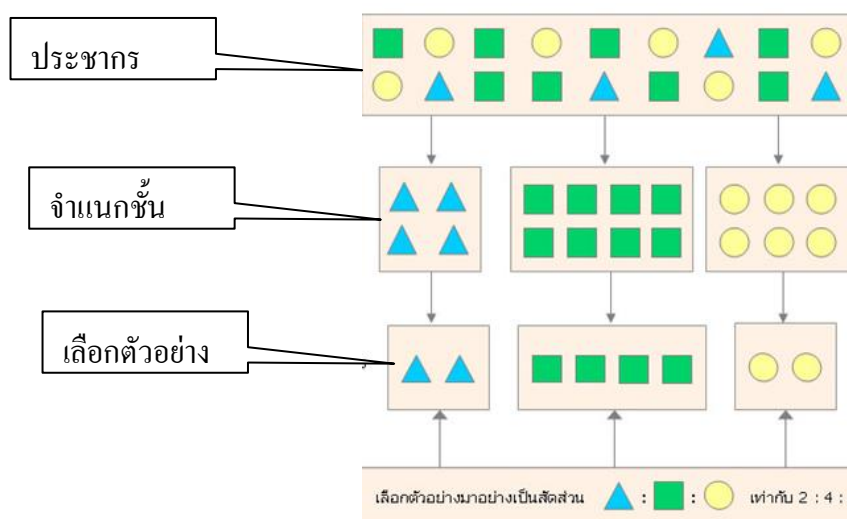 ประชากร
จำแนกชั้น
เลือกตัวอย่าง
เลือกตัวอย่างมาอย่างเป็นสัดส่วน : : เท่ากับ 2 : 4 :